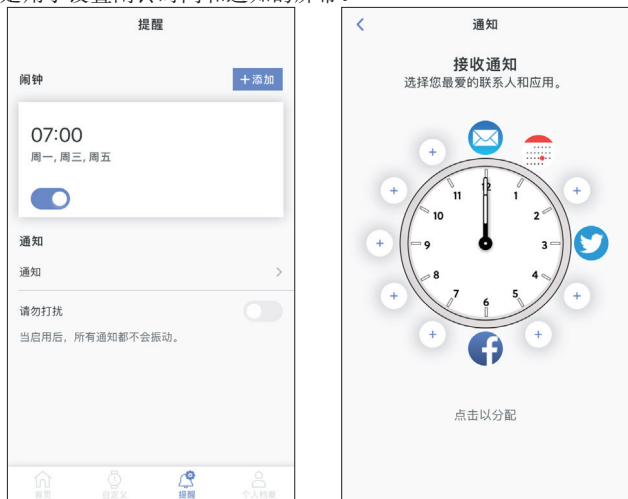 提醒
闹钟
+添加
07:00
周一, 周三, 周五
通知
通知
请勿打扰
当启用后，所有通知都不会振动。
首页 自定义 提醒 个人档案
通知
接收通知
选择您最爱的联系人和应用。
12
11 1
10 2
9 3
8 4
7 5
6
点击以分配